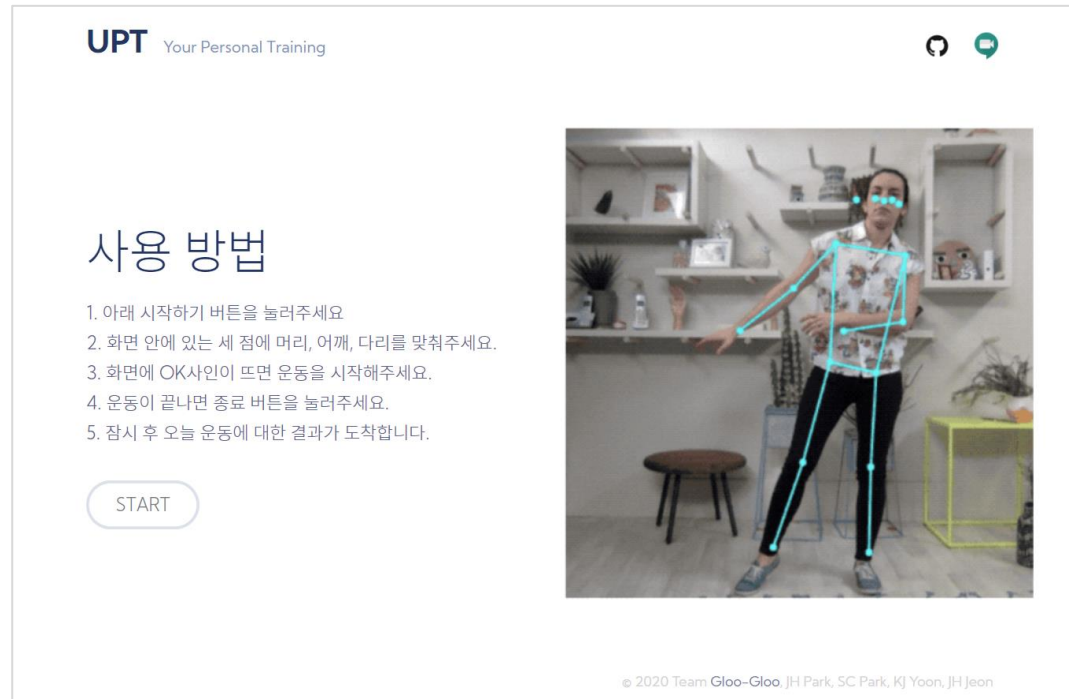 UPT Your Personal Training
사용 방법
1. 아래 시작하기 버튼을 눌러주세요
2. 화면 안에 있는 세 점에 머리, 어깨, 다리를 맞춰주세요.
3. 화면에 OK사인이 뜨면 운동을 시작해주세요.
4. 운동이 끝나면 종료 버튼을 눌러주세요.
5. 잠시 후 오늘 운동에 대한 결과가 도착합니다.
START
© 2020 Team Gloo-Gloo, JH Park, SC Park, KJ Yoon, JH Jeon